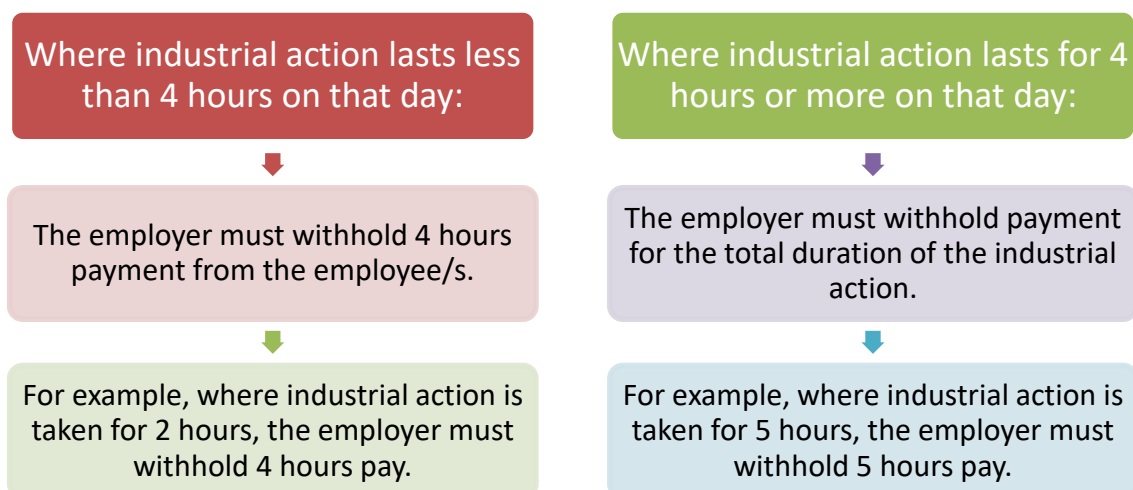 Where industrial action lasts less
than 4 hours on that day:
The employer must withhold 4 hours
payment from the employee/s.
For example, where industrial action is
taken for 2 hours, the employer must
withhold 4 hours pay.
Where industrial action lasts for 4
hours or more on that day:
The employer must withhold payment
for the total duration of the industrial
action.
For example, where industrial action is
taken for 5 hours, the employer must
withhold 5 hours pay.